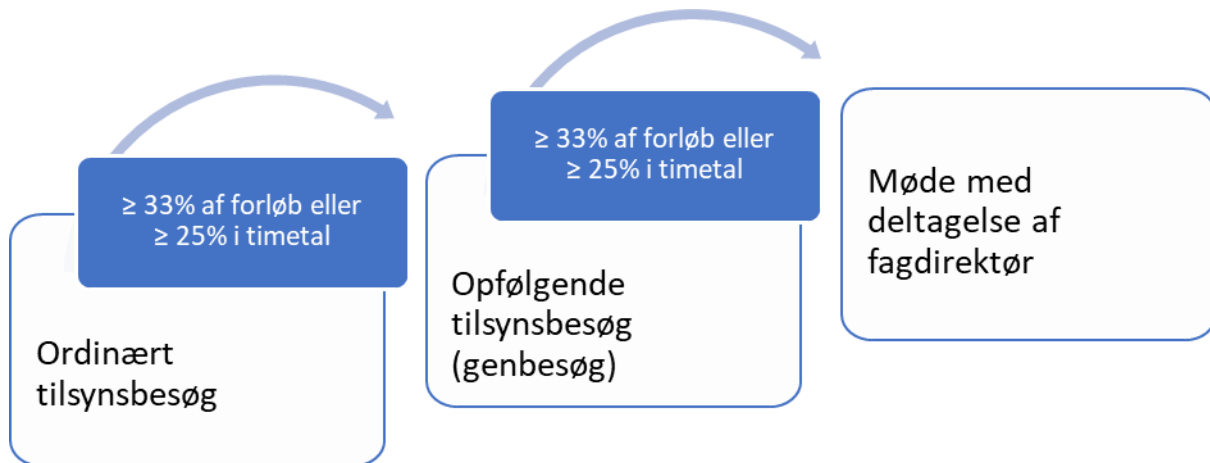 ≥ 33% af forløb eller
≥ 25% i timetal
Ordinært
tilsynsbesøg
≥ 33% af forløb eller
≥ 25% i timetal
Opfølgende
tilsynsbesøg
(genbesøg)
Møde med
deltagelse af
fagdirektør